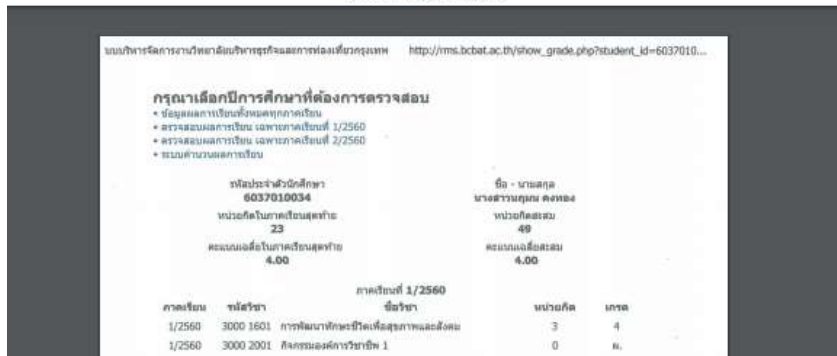 ระบบบริหารจัดการงานวิทยาลัยบริหารธุรกิจและการท่องเที่ยวกรุงเทพ http://rms.bcbat.ac.th/show_grade.php?student_id=6037010...
กรุณาเลือกปีการศึกษาที่ต้องการตรวจสอบ
• ข้อมูลผลการเรียนทั้งหมดทุกภาคเรียน
• ตรวจสอบผลการเรียน เฉพาะภาคเรียนที่ 1/2560
• ตรวจสอบผลการเรียน เฉพาะภาคเรียนที่ 2/2560
• ระบบคำนวนผลการเรียน
รหัสประจำตัวนักศึกษา ชื่อ - นามสกุล
6037010034 นางสาวนฤมน คงทอง
หน่วยกิตในภาคเรียนสุดท้าย หน่วยกิตสะสม
23 49
คะแนนเฉลี่ยในภาคเรียนสุดท้าย คะแนนเฉลี่ยสะสม
4.00 4.00
ภาคเรียนที่ 1/2560
ภาคเรียน รหัสวิชา ชื่อวิชา หน่วยกิต เกรด
1/2560 3000 1601 การพัฒนาทักษะชีวิตเพื่อสุขภาพและสังคม 3 4
1/2560 3000 2001 กิจกรรมองค์การวิชาชีพ 1 0 ผ.